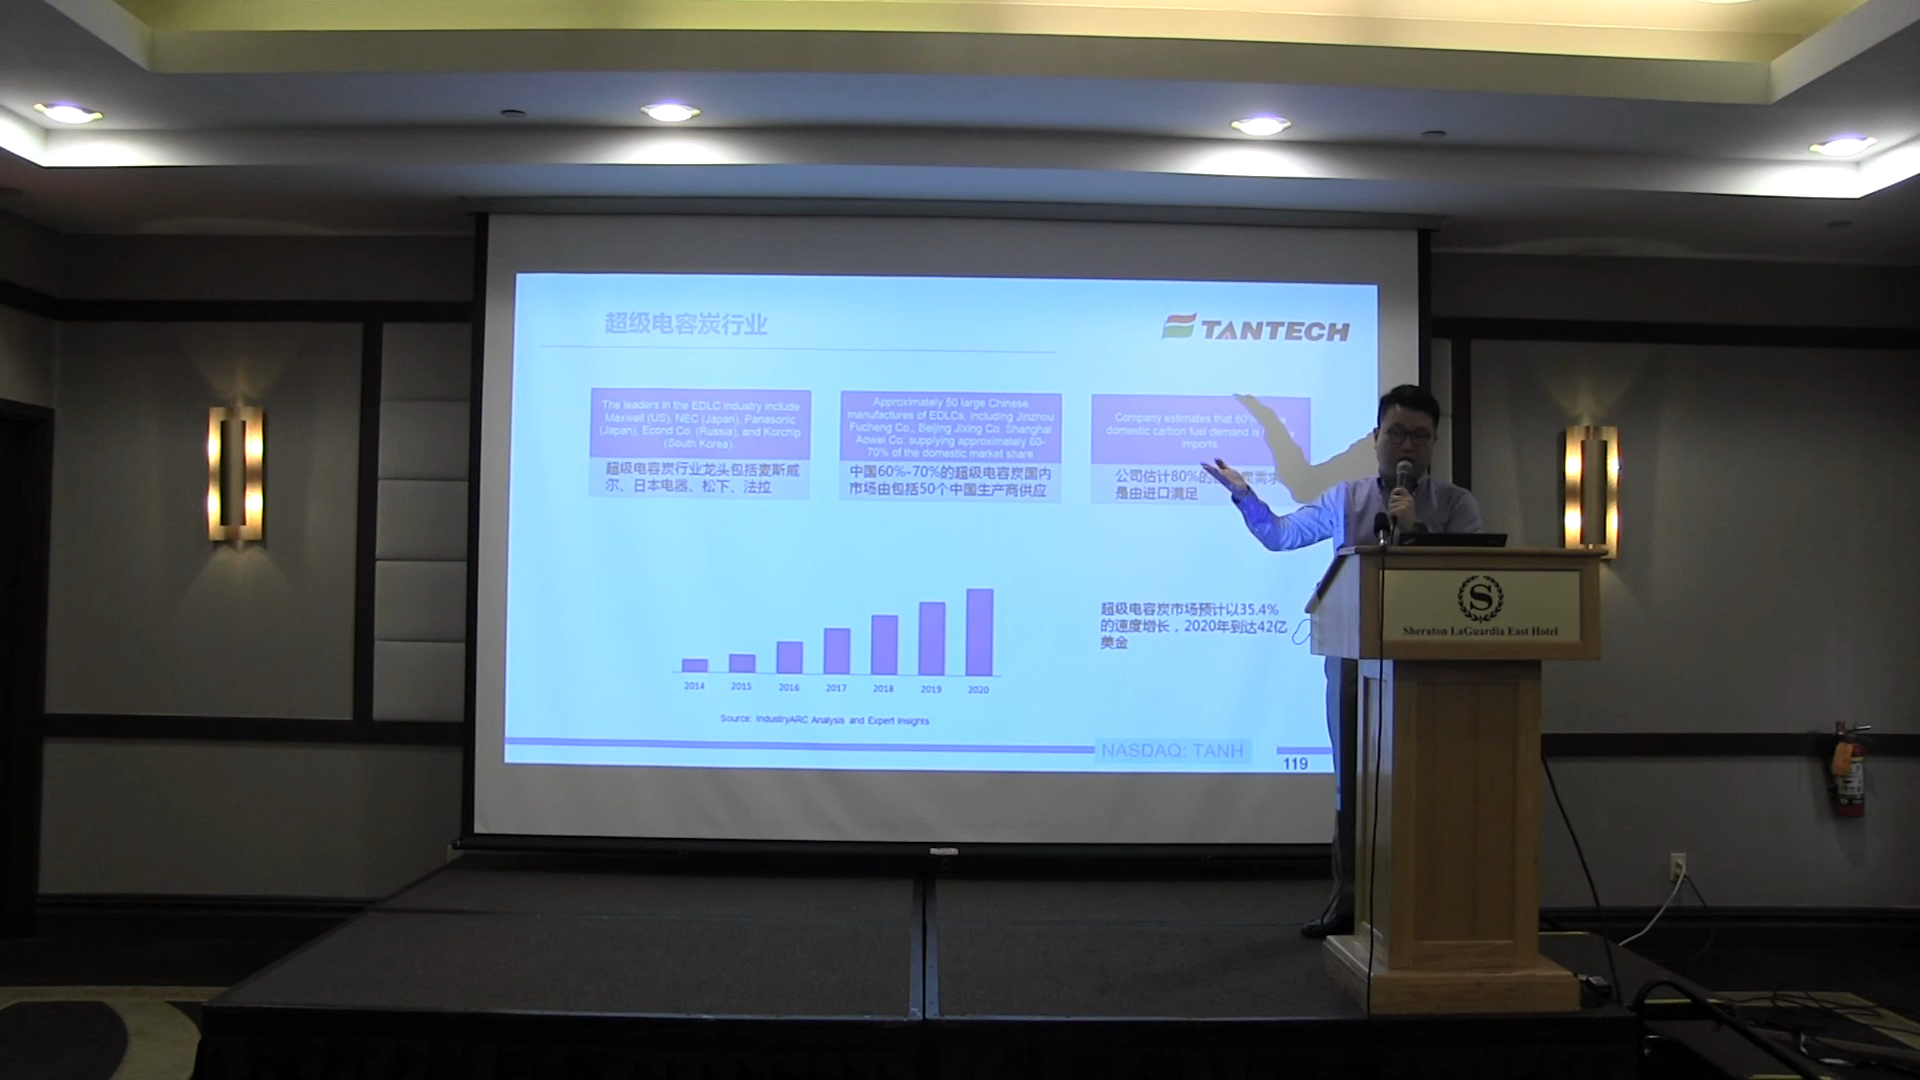 超级电容炭行业
TANTECH
The leaders in the EDLC industry include
Maxwell (US), NEC (Japan), Panasonic
(Japan), Econd Co. (Russia), and Korchip
(South Korea)
超级电容炭行业龙头包括麦斯威
尔、日本电器、松下、法拉
Approximately 50 large Chinese
manufactures of EDLCs, including Jinzhou
Fucheng Co., Beijing Jixing Co. Shanghai
Aowei Co. supplying approximately 60-
70% of the domestic market share
中国60%-70%的超级电容炭国内
市场由包括50个中国生产商供应
Company estimates that 80%
domestic carbon fuel demand is
imports.
公司估计80%的 炭需求
是由进口满足
2014 2015 2016 2017 2018 2019 2020
Source: IndustryARC Analysis and Expert Insights
超级电容炭市场预计以35.4%
的速度增长，2020年到达42亿
美金
NASDAQ: TANH
119
S
Sheraton LaGuardia East Hotel